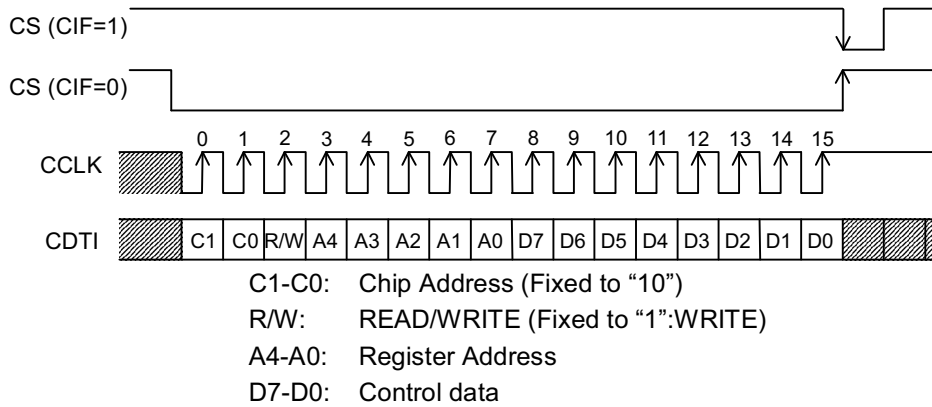 CS (CIF=1)
CS (CIF=0)
0 1 2 3 4 5 6 7 8 9 10 11 12 13 14 15
CCLK
CDTI C1 C0 R/W A4 A3 A2 A1 A0 D7 D6 D5 D4 D3 D2 D1 D0
C1-C0: Chip Address (Fixed to “10”)
R/W: READ/WRITE (Fixed to “1”:WRITE)
A4-A0: Register Address
D7-D0: Control data